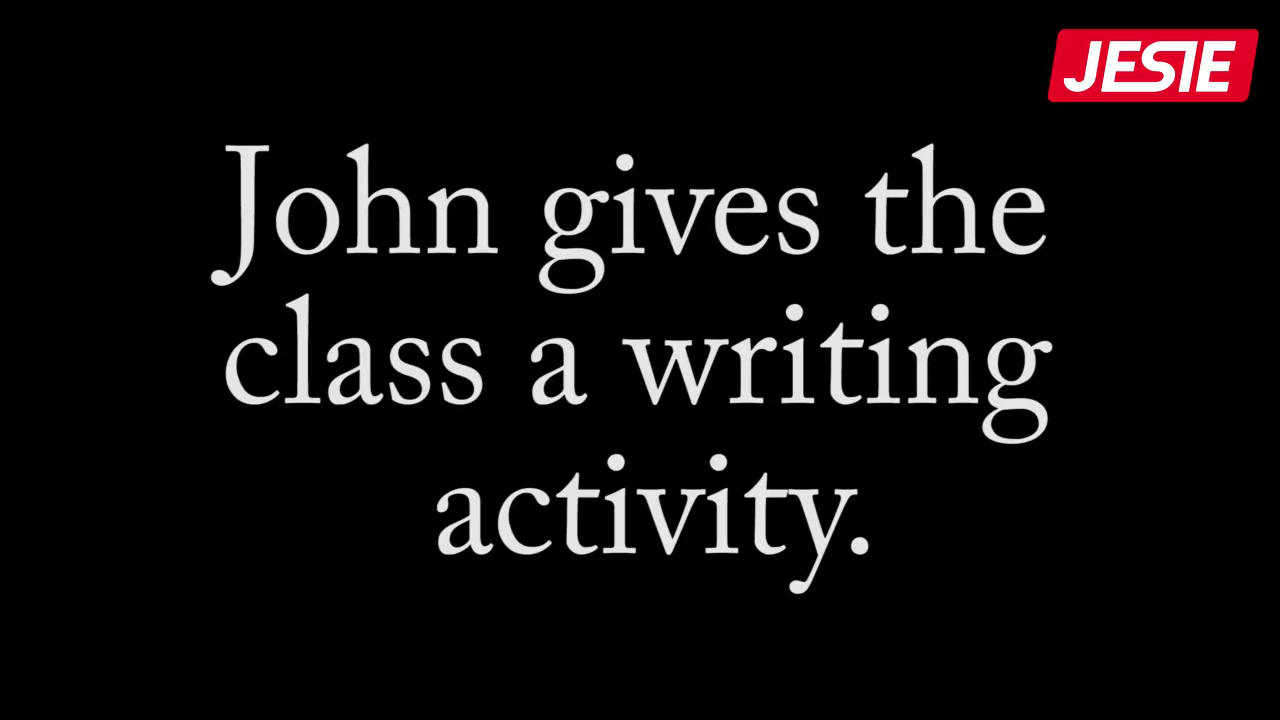 JESIE
John gives the
class a writing
activity.